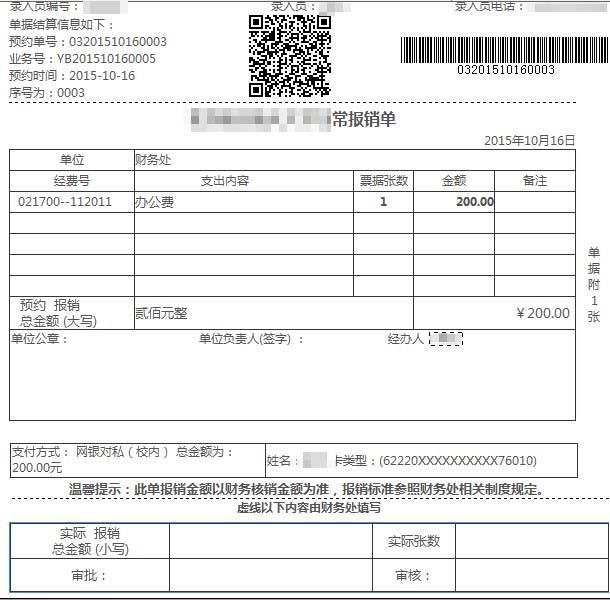 录入员编号： 录入员： 录入员电话：
单据结算信息如下：
预约单号：03201510160003
业务号：YB201510160005
预约时间：2015-10-16
序号为：0003
03201510160003
常报销单
2015年10月16日
单位 财务处
经费号 支出内容 票据张数 金额 备注
021700--112011 办公费 1 200.00
预约 报销
总金额 (大写) 贰佰元整 ￥200.00
单据附1张
单位公章： 单位负责人(签字) ： 经办人
支付方式： 网银对私 ( 校内 ) 总金额为：
200.00元
姓名： 卡类型：(62220XXXXXXXXXX76010)
温馨提示：此单报销金额以财务核销金额为准，报销标准参照财务处相关制度规定。
虚线以下内容由财务处填写
实际 报销
总金额 (小写) 实际张数
审批： 审核：